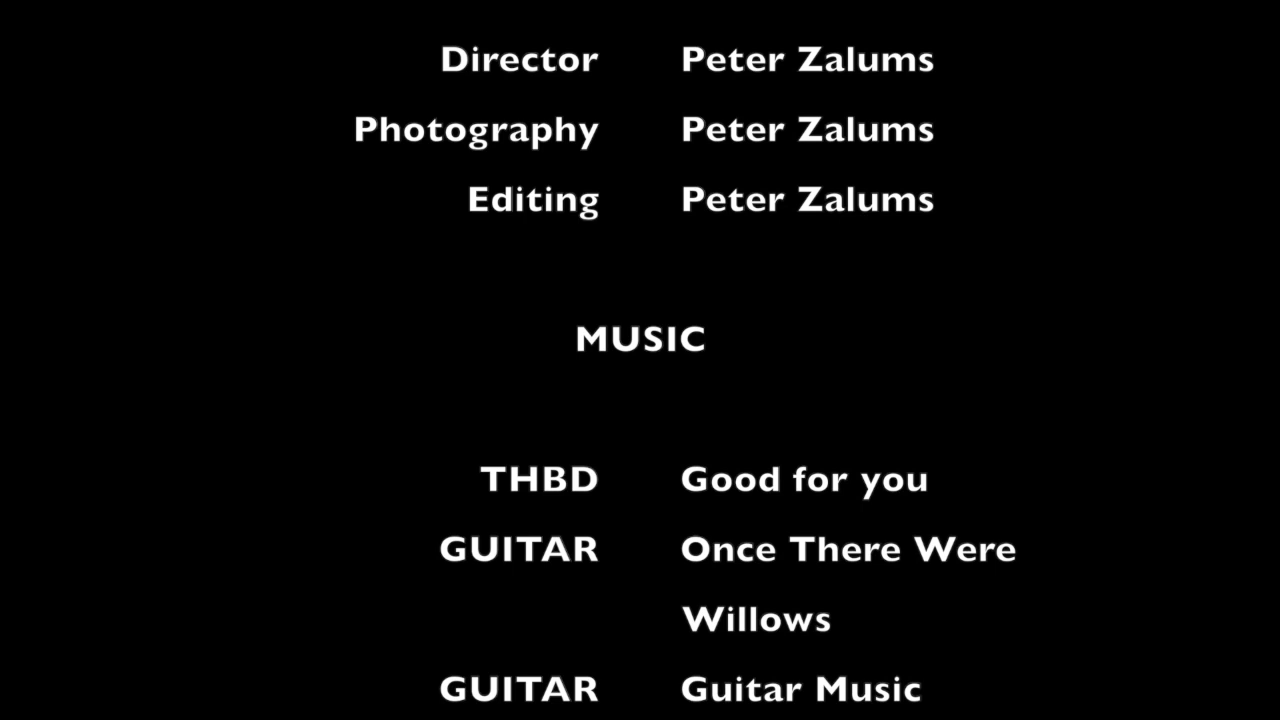 Director Peter Zalums
Photography Peter Zalums
Editing Peter Zalums
MUSIC
THBD Good for you
GUITAR Once There Were
Willows
GUITAR Guitar Music